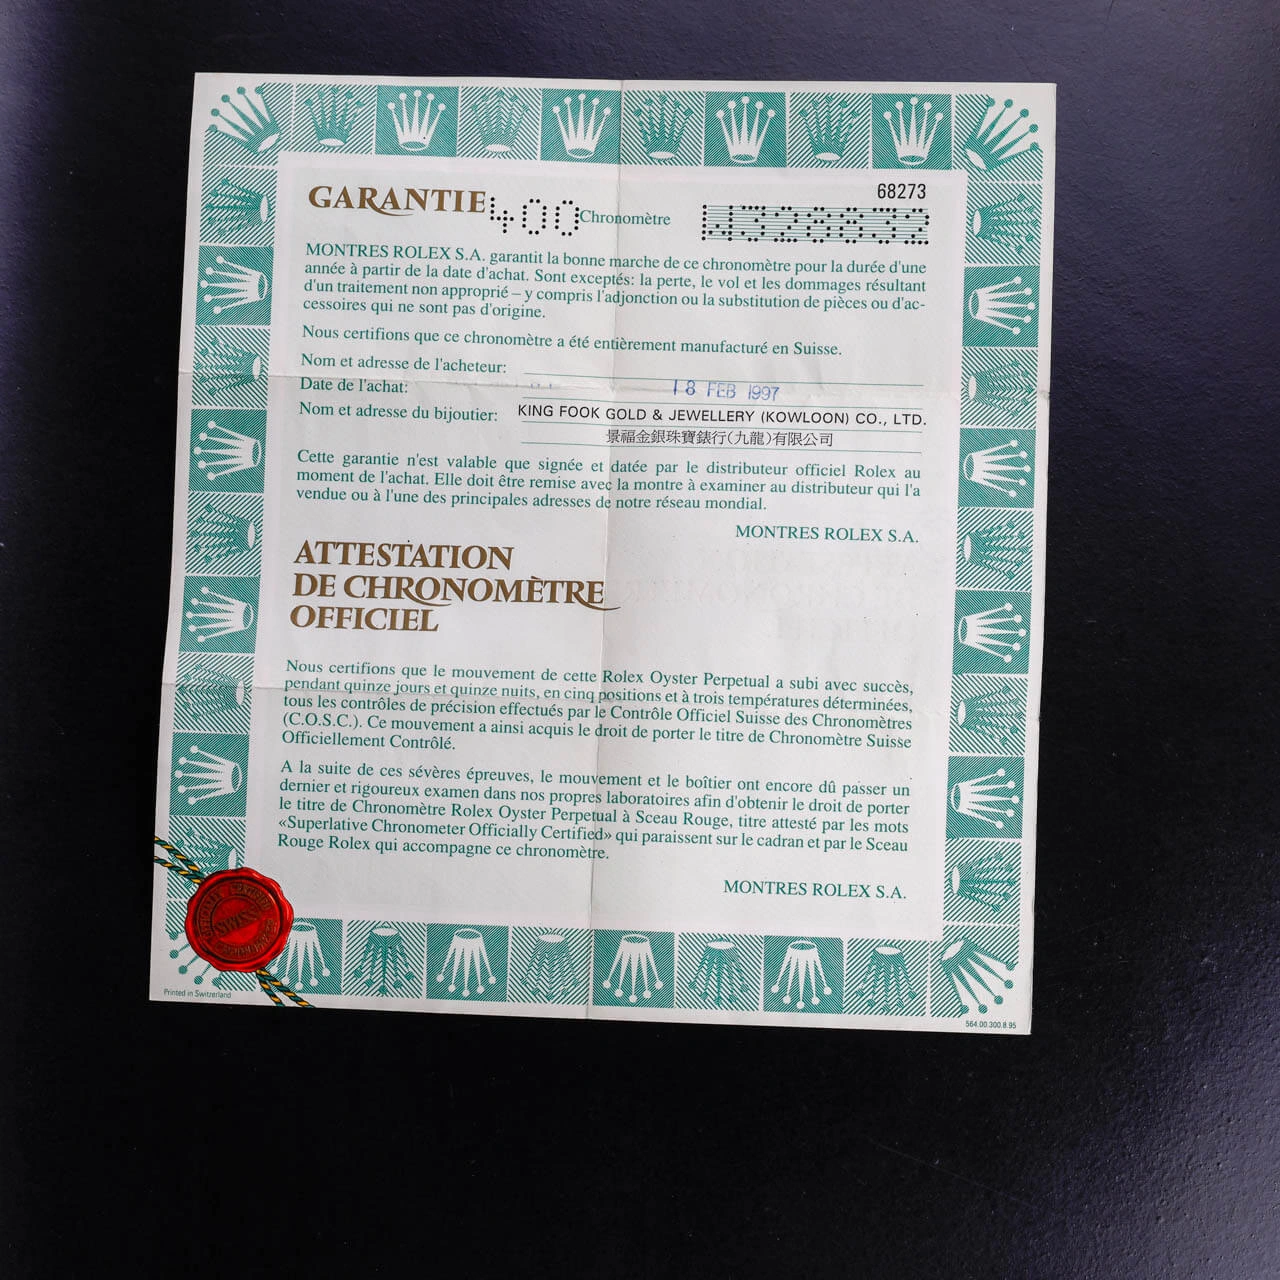 GARANTIE 400 Chronomètre
68273
W328832
MONTRES ROLEX S.A. garantit la bonne marche de ce chronomètre pour la durée d'une
année à partir de la date d'achat. Sont exceptés: la perte, le vol et les dommages résultant
d'un traitement non approprié – y compris l'adjonction ou la substitution de pièces ou d'ac-
cessoires qui ne sont pas d'origine.
Nous certifions que ce chronomètre a été entièrement manufacturé en Suisse.
Nom et adresse de l'acheteur:
Date de l'achat: 18 FEB 1997
Nom et adresse du bijoutier: KING FOOK GOLD & JEWELLERY (KOWLOON) CO., LTD.
景福金銀珠寶錶行(九龍)有限公司
Cette garantie n'est valable que signée et datée par le distributeur officiel Rolex au
moment de l'achat. Elle doit être remise avec la montre à examiner au distributeur qui l'a
vendue ou à l'une des principales adresses de notre réseau mondial.
MONTRES ROLEX S.A.
ATTESTATION
DE CHRONOMÈTRE
OFFICIEL
Nous certifions que le mouvement de cette Rolex Oyster Perpetual a subi avec succès,
pendant quinze jours et quinze nuits, en cinq positions et à trois températures déterminées,
tous les contrôles de précision effectués par le Contrôle Officiel Suisse des Chronomètres
(C.O.S.C.). Ce mouvement a ainsi acquis le droit de porter le titre de Chronomètre Suisse
Officiellement Contrôlé.
A la suite de ces sévères épreuves, le mouvement et le boîtier ont encore dû passer un
dernier et rigoureux examen dans nos propres laboratoires afin d'obtenir le droit de porter
le titre de Chronomètre Rolex Oyster Perpetual à Sceau Rouge, titre attesté par les mots
«Superlative Chronometer Officially Certified» qui paraissent sur le cadran et par le Sceau
Rouge Rolex qui accompagne ce chronomètre.
MONTRES ROLEX S.A.
SWISS
Printed in Switzerland
564.00.300.8.95